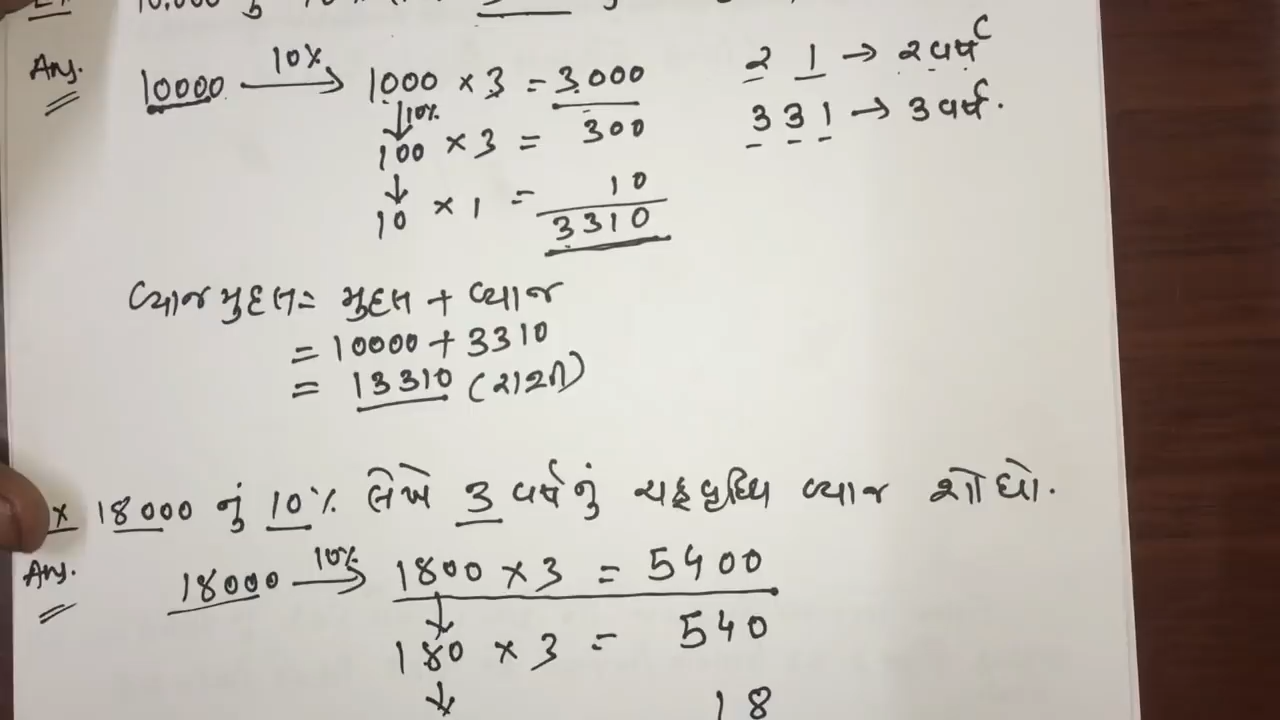 Ans. 10000 10% → 1000 × 3 = 3000
2 1 → 2 વર્ષ
↓ 10%
100 × 3 = 300
3 3 1 → 3 વર્ષ.
↓
10 × 1 = 10
3310
વ્યાજમુદલ = મુદલ + વ્યાજ
= 10000 + 3310
= 13310 (રાશી)
x 18000 નું 10% લેખે 3 વર્ષનું ચક્રવૃધ્ધિ વ્યાજ શોધો.
Ans. 18000 10% → 1800 × 3 = 5400
↓
180 × 3 = 540
↓ 18